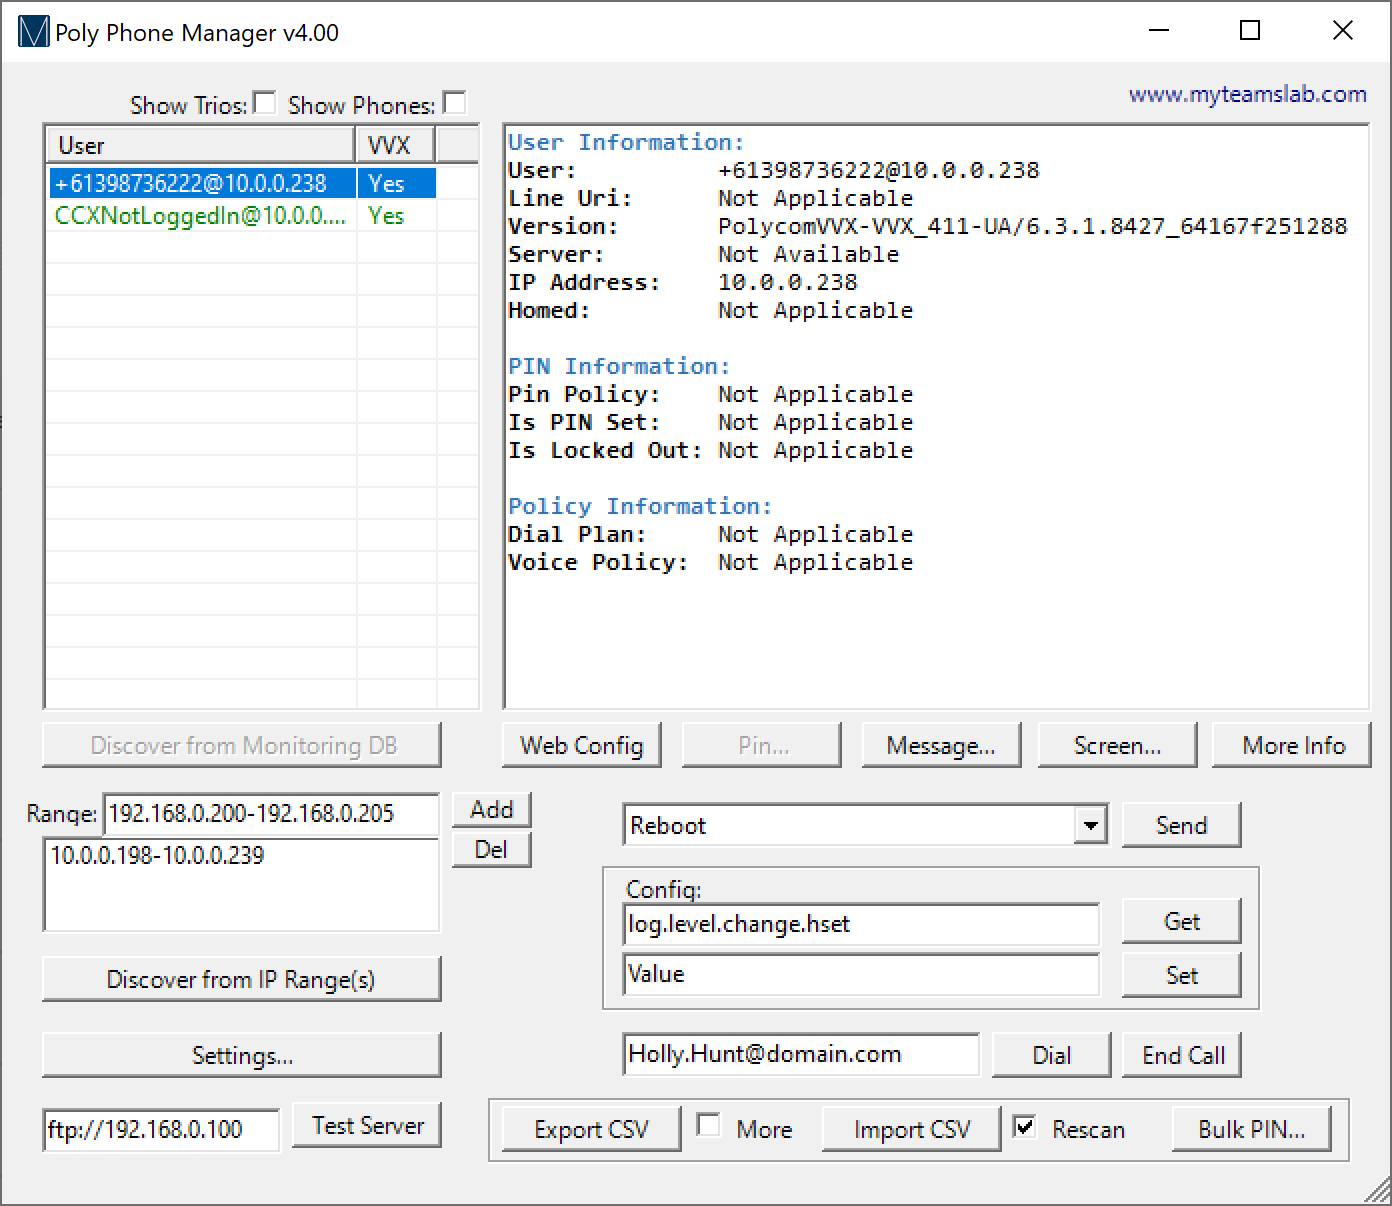 Poly Phone Manager v4.00
www.myteamslab.com
Show Trios: Show Phones:
User VVX
+61398736222@10.0.0.238 Yes
CCXNotLoggedIn@10.0.0.... Yes
User Information:
User: +61398736222@10.0.0.238
Line Uri: Not Applicable
Version: PolycomVVX-VVX_411-UA/6.3.1.8427_64167f251288
Server: Not Available
IP Address: 10.0.0.238
Homed: Not Applicable
PIN Information:
Pin Policy: Not Applicable
Is PIN Set: Not Applicable
Is Locked Out: Not Applicable
Policy Information:
Dial Plan: Not Applicable
Voice Policy: Not Applicable
Discover from Monitoring DB
Web Config Pin... Message... Screen... More Info
Range: 192.168.0.200-192.168.0.205 Add
10.0.0.198-10.0.0.239 Del
Discover from IP Range(s)
Settings...
ftp://192.168.0.100 Test Server
Reboot Send
Config:
log.level.change.hset Get
Value Set
Holly.Hunt@domain.com Dial End Call
Export CSV More Import CSV Rescan Bulk PIN...